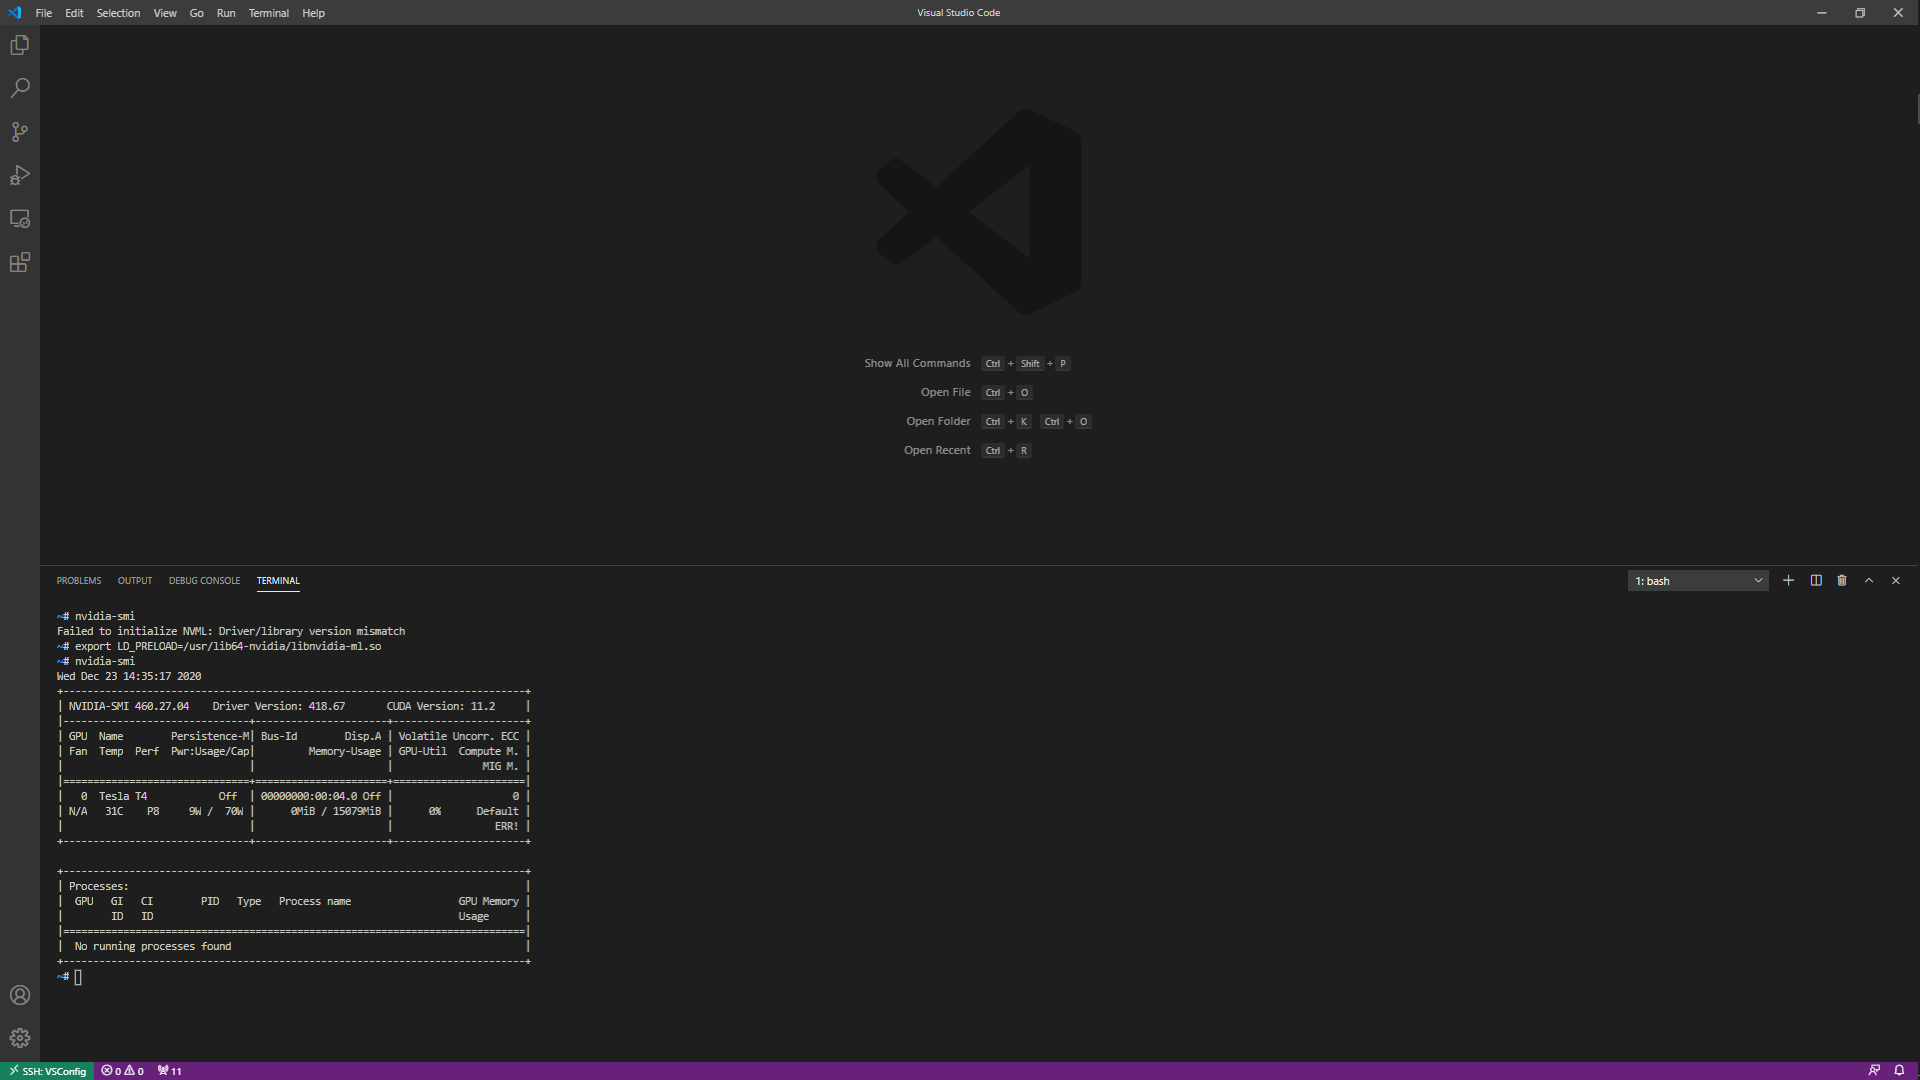 File Edit Selection View Go Run Terminal Help
Visual Studio Code
Show All Commands Ctrl + Shift + P
Open File Ctrl + O
Open Folder Ctrl + K Ctrl + O
Open Recent Ctrl + R
PROBLEMS OUTPUT DEBUG CONSOLE TERMINAL
1: bash
~# nvidia-smi
Failed to initialize NVML: Driver/library version mismatch
~# export LD_PRELOAD=/usr/lib64-nvidia/libnvidia-ml.so
~# nvidia-smi
Wed Dec 23 14:35:17 2020
+-----------------------------------------------------------------------------+
| NVIDIA-SMI 460.27.04    Driver Version: 418.67       CUDA Version: 11.2     |
|-------------------------------+----------------------+----------------------+
| GPU  Name        Persistence-M| Bus-Id        Disp.A | Volatile Uncorr. ECC |
| Fan  Temp  Perf  Pwr:Usage/Cap|         Memory-Usage | GPU-Util  Compute M. |
|                               |                      |               MIG M. |
|===============================+======================+======================|
|   0  Tesla T4            Off  | 00000000:00:04.0 Off |                    0 |
| N/A   31C    P8     9W /  70W |      0MiB / 15079MiB |      0%      Default |
|                               |                      |                 ERR! |
+-------------------------------+----------------------+----------------------+
+-----------------------------------------------------------------------------+
| Processes:                                                                  |
|  GPU   GI   CI        PID   Type   Process name                  GPU Memory |
|        ID   ID                                                   Usage      |
|=============================================================================|
|  No running processes found                                                 |
+-----------------------------------------------------------------------------+
~#
SSH: VSConfig 0 0 11